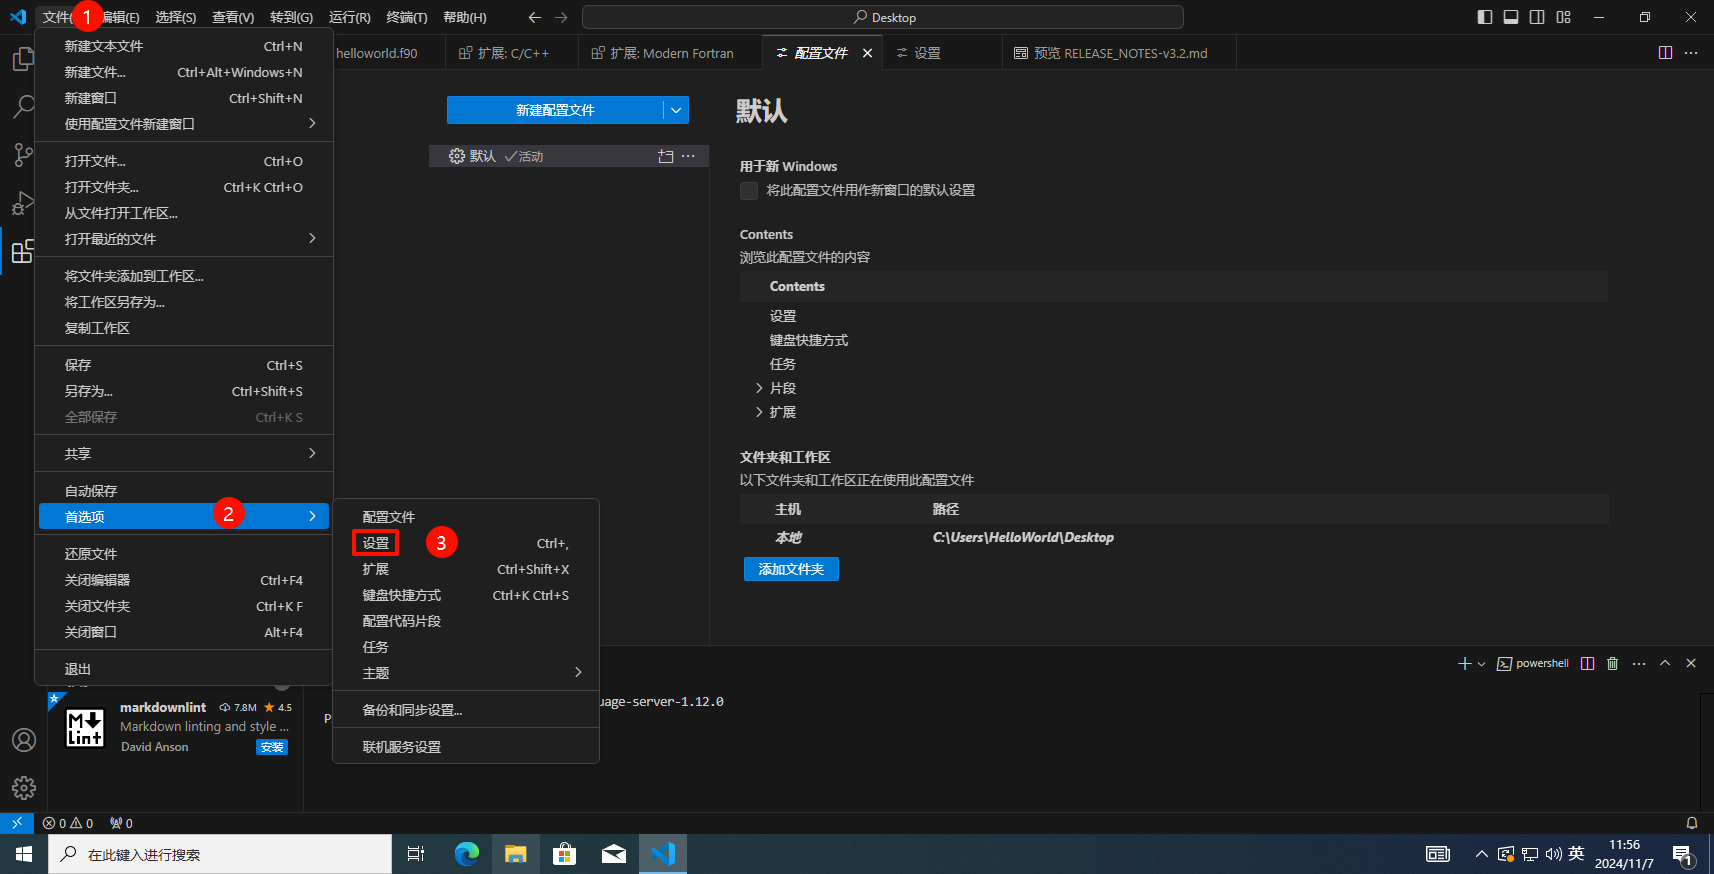 文件( 1 编辑(E) 选择(S) 查看(V) 转到(G) 运行(R) 终端(T) 帮助(H)
Desktop
helloworld.f90
扩展: C/C++
扩展: Modern Fortran
配置文件
设置
预览 RELEASE_NOTES-v3.2.md
新建文本文件 Ctrl+N
新建文件... Ctrl+Alt+Windows+N
新建窗口 Ctrl+Shift+N
使用配置文件新建窗口
打开文件... Ctrl+O
打开文件夹... Ctrl+K Ctrl+O
从文件打开工作区...
打开最近的文件
将文件夹添加到工作区...
将工作区另存为...
复制工作区
保存 Ctrl+S
另存为... Ctrl+Shift+S
全部保存 Ctrl+K S
共享
自动保存
首选项 2
还原文件
关闭编辑器 Ctrl+F4
关闭文件夹 Ctrl+K F
关闭窗口 Alt+F4
退出
配置文件
设置 3 Ctrl+,
扩展 Ctrl+Shift+X
键盘快捷方式 Ctrl+K Ctrl+S
配置代码片段
任务
主题
备份和同步设置...
联机服务设置
新建配置文件
默认 活动
默认
用于新 Windows
将此配置文件用作新窗口的默认设置
Contents
浏览此配置文件的内容
Contents
设置
键盘快捷方式
任务
片段
扩展
文件夹和工作区
以下文件夹和工作区正在使用此配置文件
主机 路径
本地 C:\Users\HelloWorld\Desktop
添加文件夹
powershell
uage-server-1.12.0
P
M Lint
markdownlint 7.8M 4.5
Markdown linting and style ...
David Anson 安装
0 0 0
在此键入进行搜索
英
11:56
2024/11/7
1